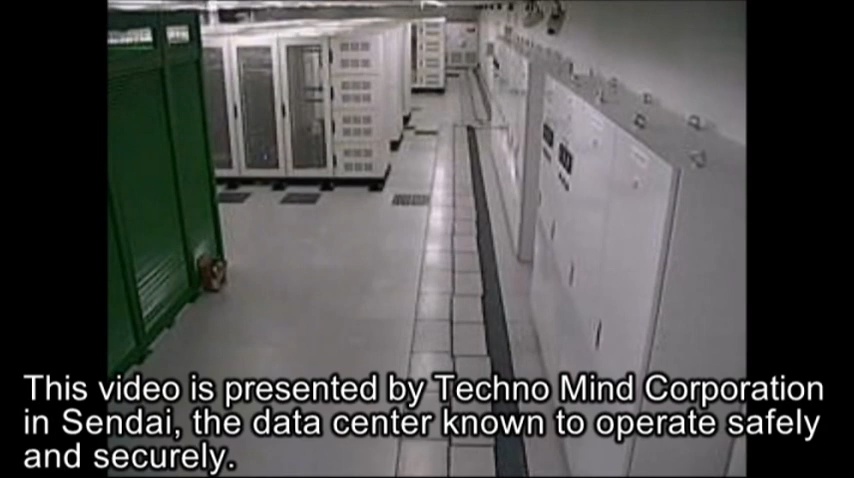 This video is presented by Techno Mind Corporation
in Sendai, the data center known to operate safely
and securely.